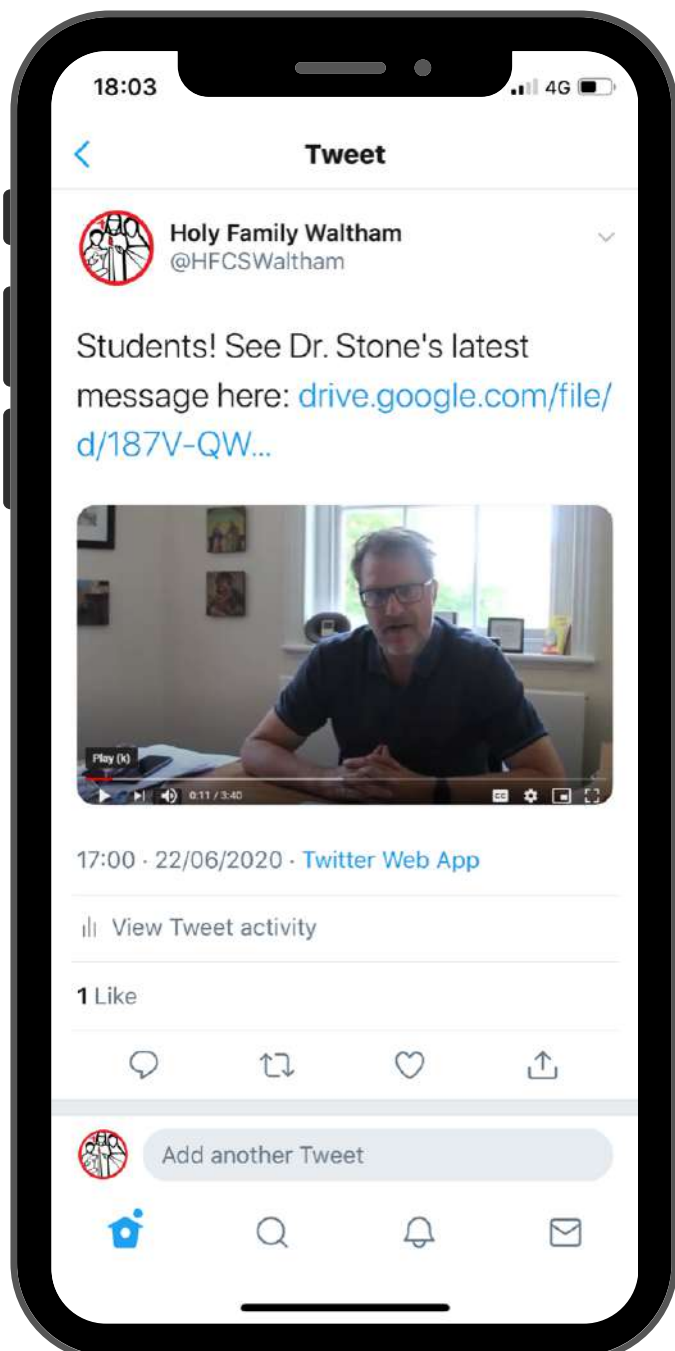 18:03
4G
Tweet
Holy Family Waltham
@HFCSWaltham
Students! See Dr. Stone's latest
message here: drive.google.com/file/
d/187V-QW...
Play (k)
0:11 / 3:40
CC
17:00 · 22/06/2020 · Twitter Web App
View Tweet activity
1 Like
Add another Tweet